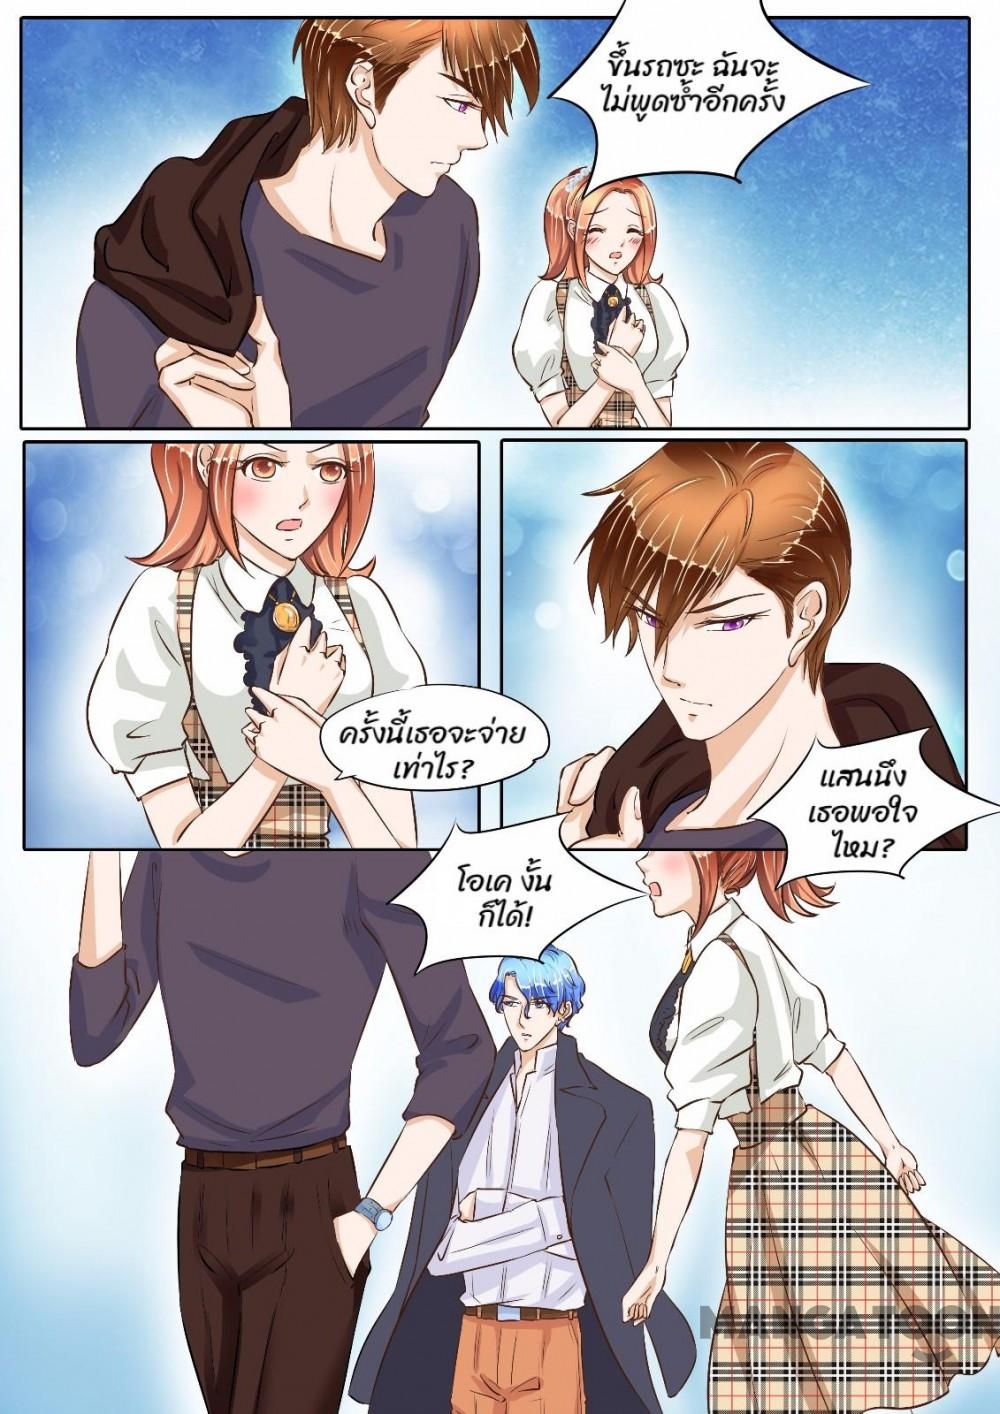 ขึ้นรถซะ ฉันจะ
ไม่พูดซ้ำอีกครั้ง
ครั้งนี้เธอจะจ่าย
เท่าไร?
แสนนึง
เธอพอใจ
ไหม?
โอเค งั้น
ก็ได้!
MANGATOON